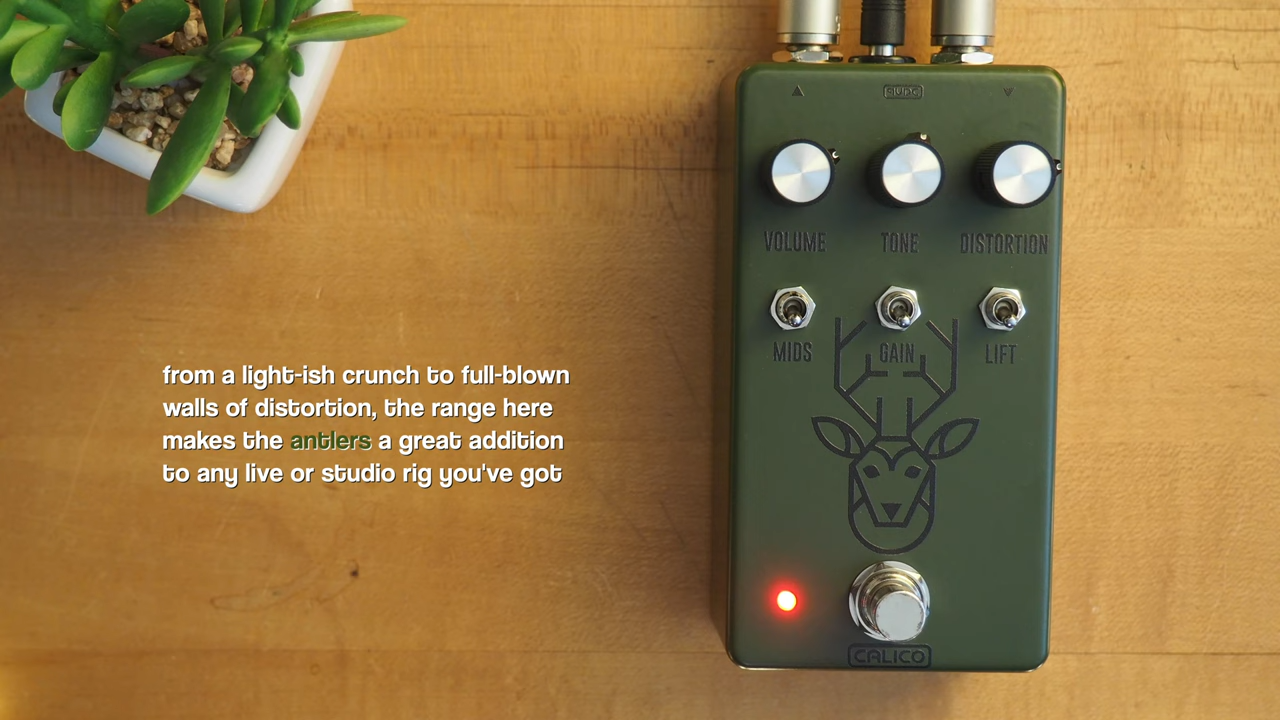 VOLUME TONE DISTORTION
MIDS GAIN LIFT
from a light-ish crunch to full-blown
walls of distortion, the range here
makes the antlers a great addition
to any live or studio rig you've got
CALICO